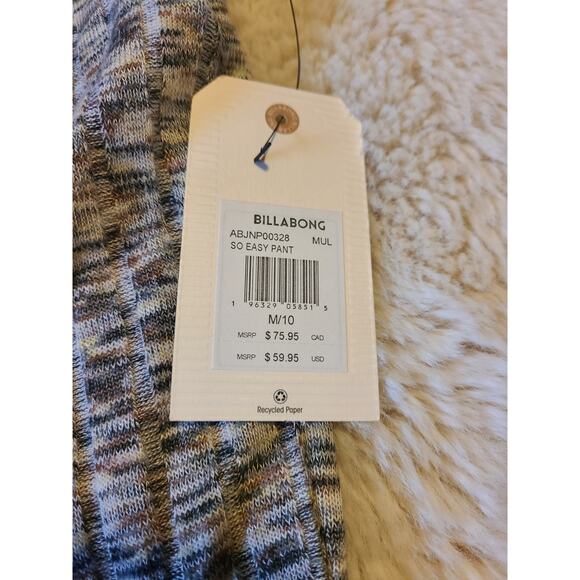 BILLABONG
ABJNP00328 MUL
SO EASY PANT
1 96329 05851 5
M/10
MSRP $75.95 CAD
MSRP $59.95 USD
Recycled Paper